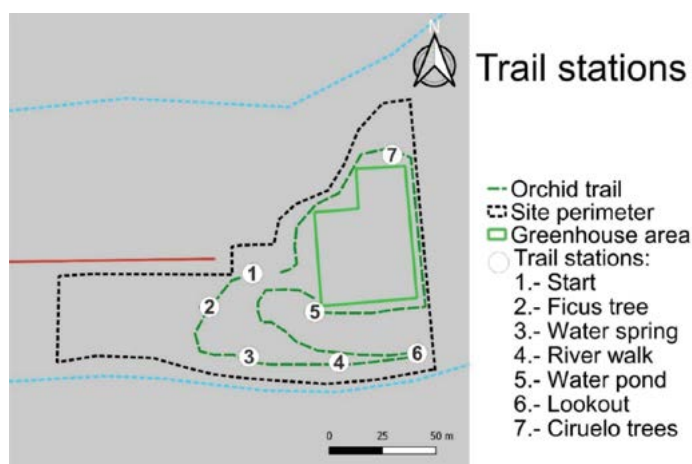 N
Trail stations
7
1
2
5
3
4
6
0 25 50 m
Orchid trail
Site perimeter
Greenhouse area
Trail stations:
1.- Start
2.- Ficus tree
3.- Water spring
4.- River walk
5.- Water pond
6.- Lookout
7.- Ciruelo trees